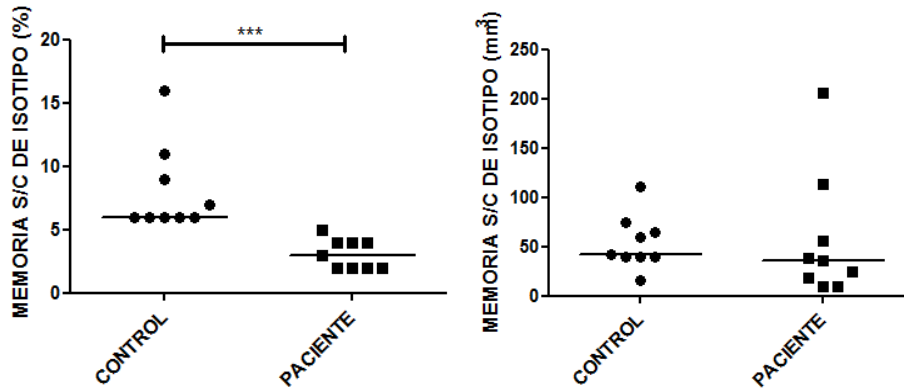 MEMORIA S/C DE ISOTIPO (%)
20
15
10
5
0
***
CONTROL
PACIENTE
MEMORIA S/C DE ISOTIPO (mm³)
250
200
150
100
50
0
CONTROL
PACIENTE